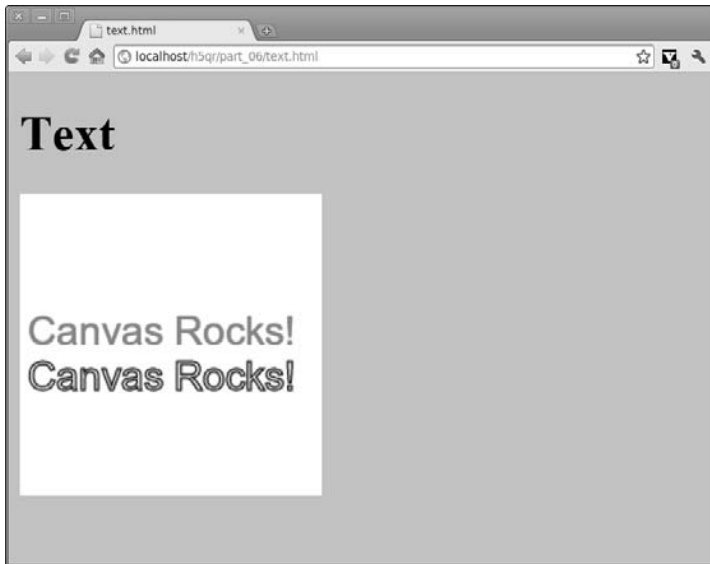 text.html
localhost/h5qr/part_06/text.html
Text
Canvas Rocks!
Canvas Rocks!